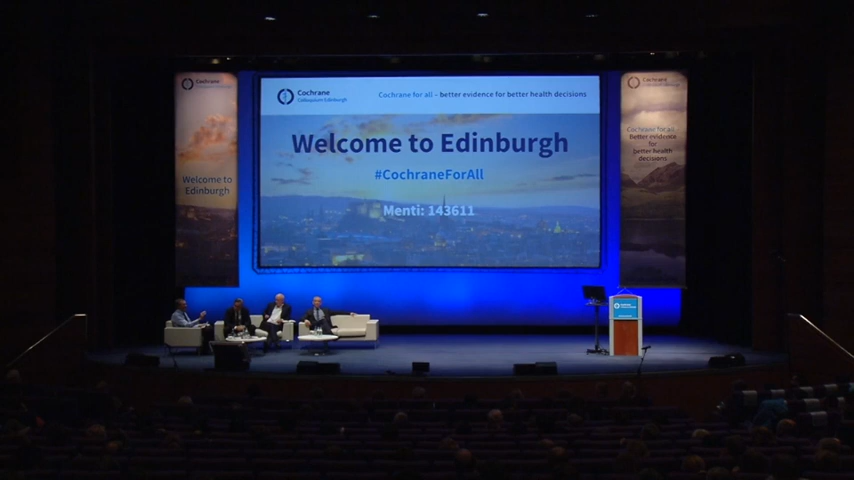 Cochrane
Welcome to
Edinburgh
Cochrane
Colloquium Edinburgh
Cochrane for all – better evidence for better health decisions
Welcome to Edinburgh
#CochraneForAll
Menti: 143611
Cochrane
Cochrane for all
Better evidence
for
better health
decisions